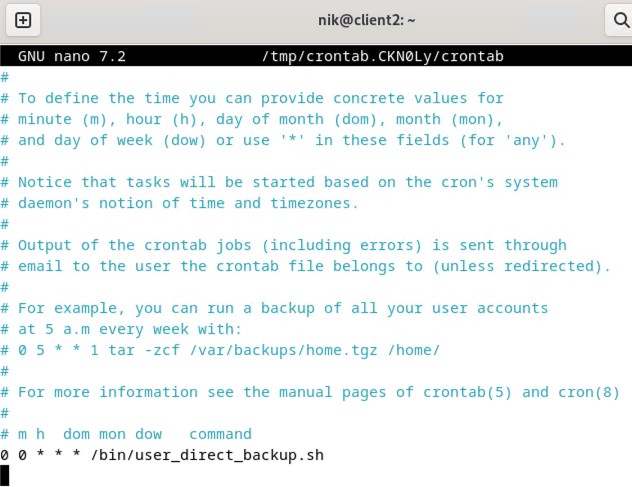 nik@client2: ~
GNU nano 7.2 /tmp/crontab.CKN0Ly/crontab
#
# To define the time you can provide concrete values for
# minute (m), hour (h), day of month (dom), month (mon),
# and day of week (dow) or use '*' in these fields (for 'any').
#
# Notice that tasks will be started based on the cron's system
# daemon's notion of time and timezones.
#
# Output of the crontab jobs (including errors) is sent through
# email to the user the crontab file belongs to (unless redirected).
#
# For example, you can run a backup of all your user accounts
# at 5 a.m every week with:
# 0 5 * * 1 tar -zcf /var/backups/home.tgz /home/
#
# For more information see the manual pages of crontab(5) and cron(8)
#
# m h  dom mon dow   command
0 0 * * * /bin/user_direct_backup.sh